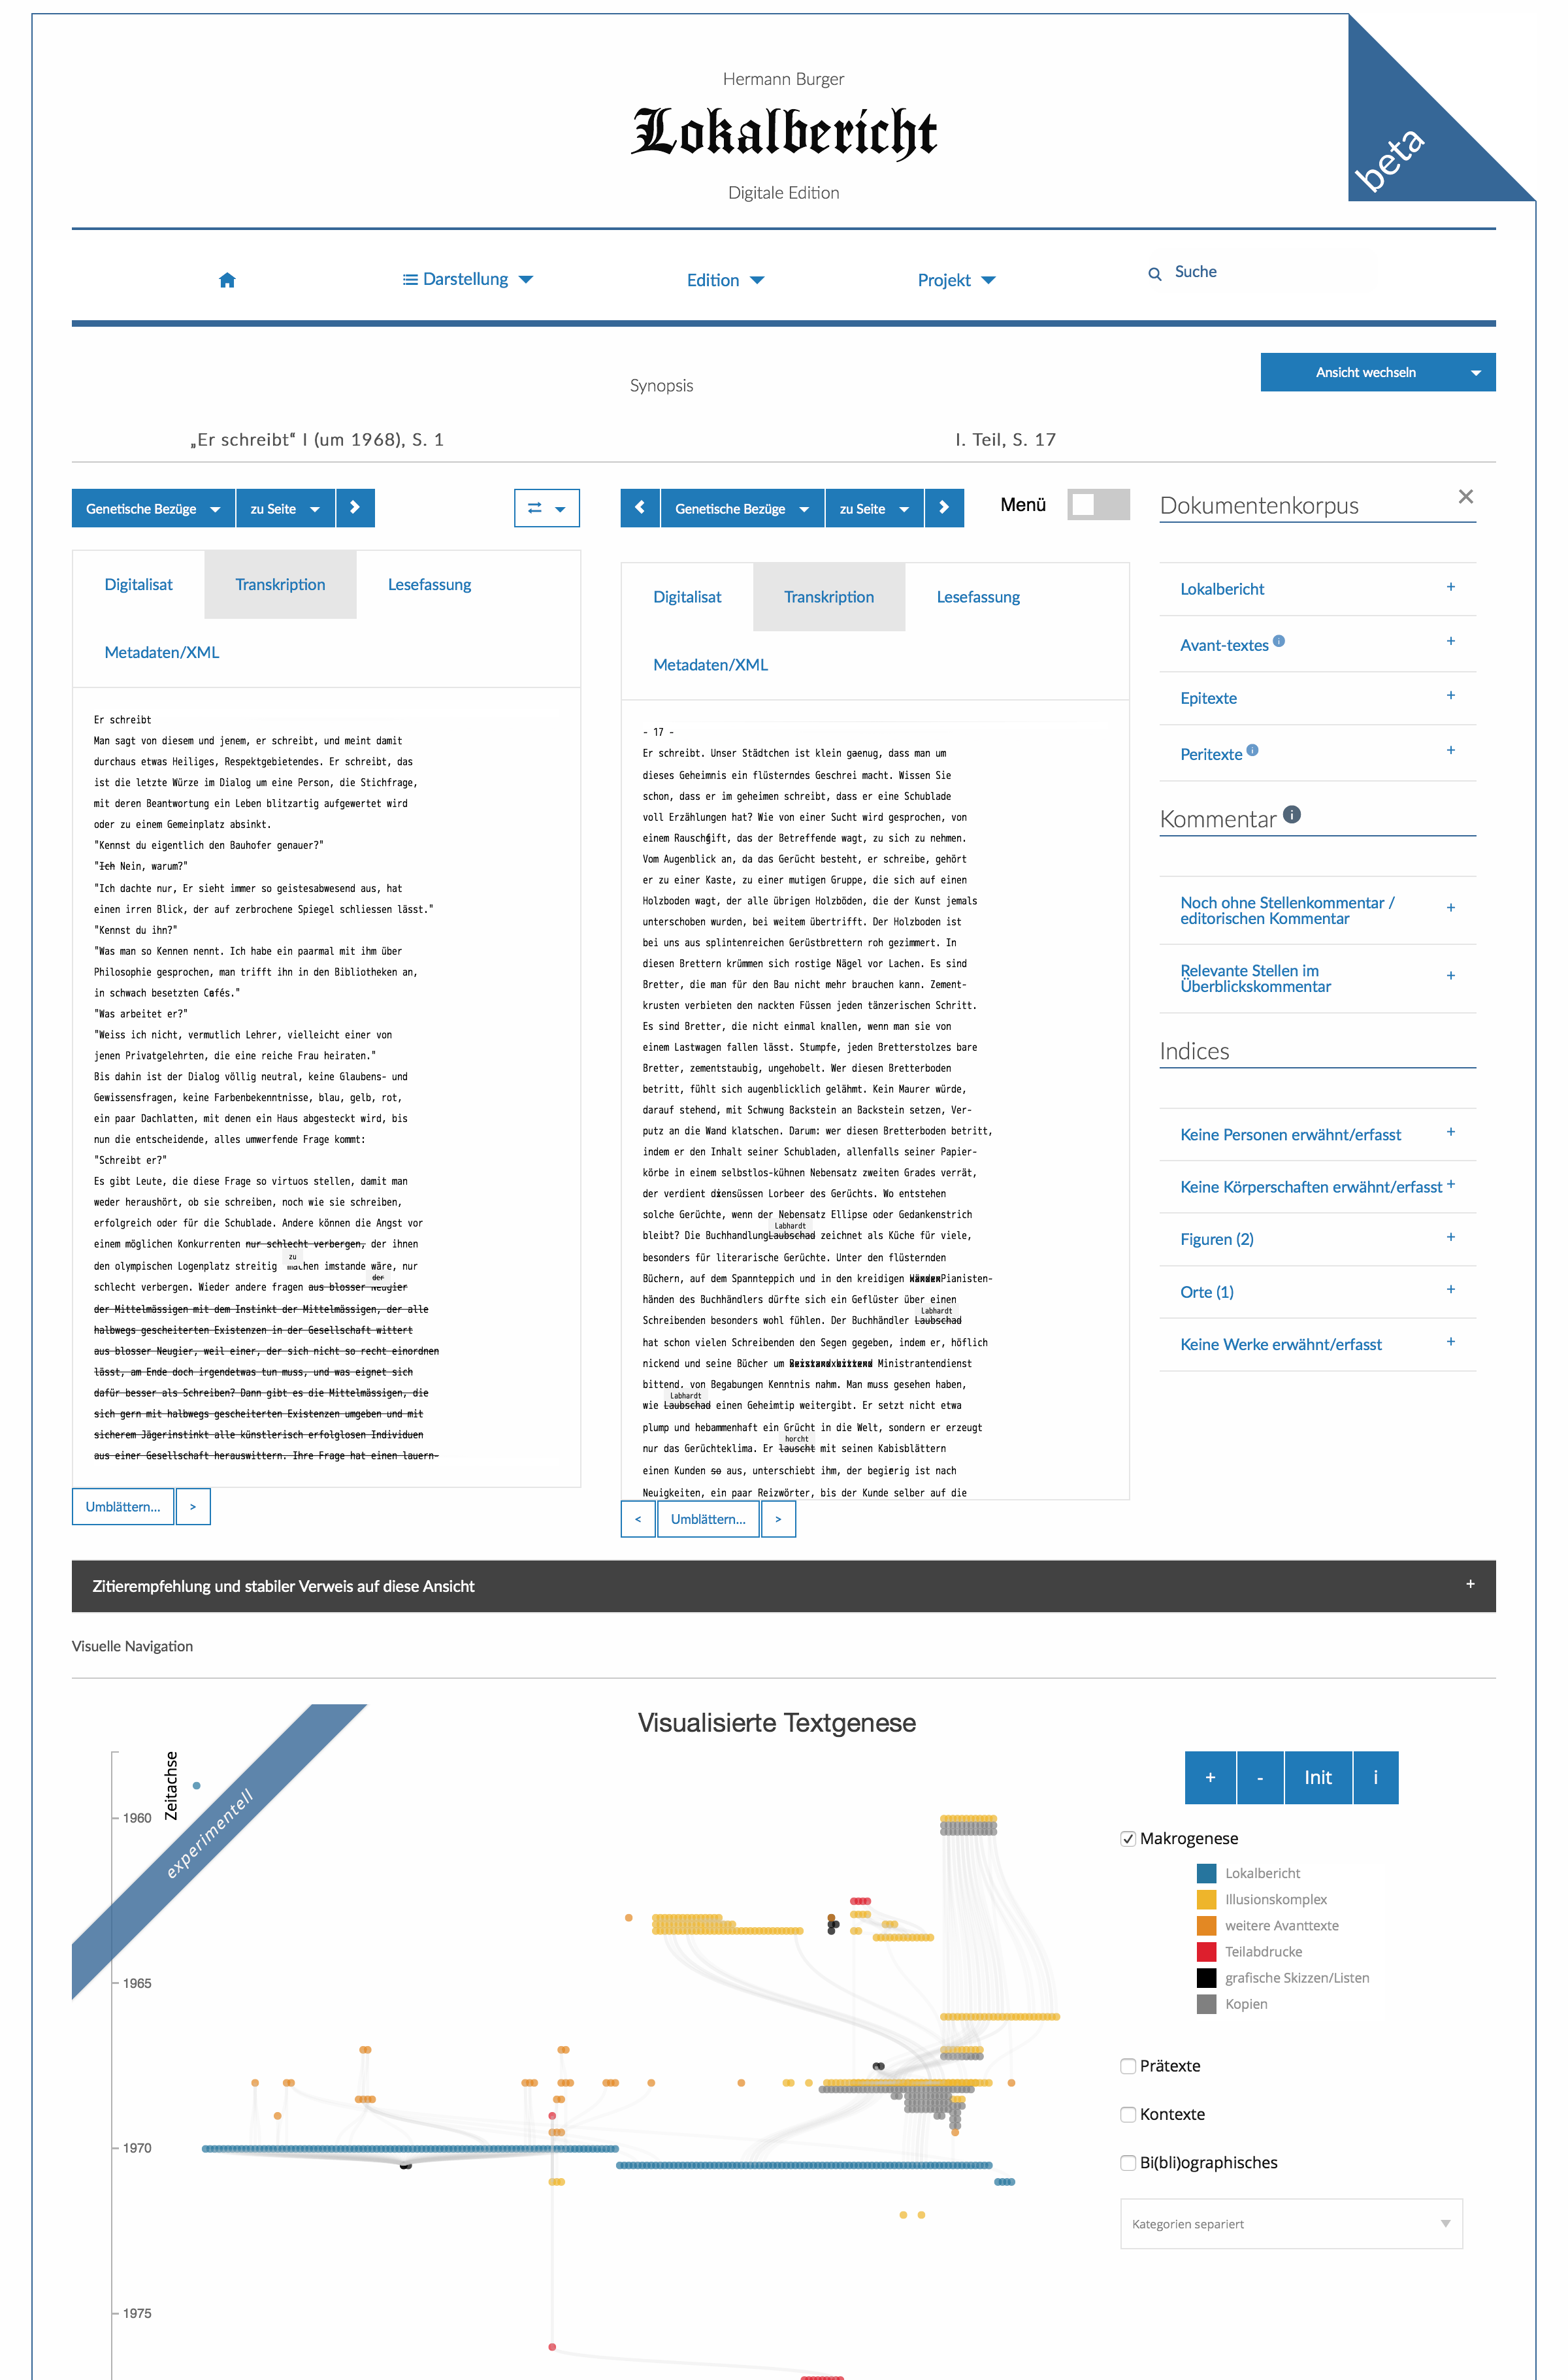 beta
Hermann Burger
Lokalbericht
Digitale Edition
Darstellung
Edition
Projekt
Suche
Synopsis
Ansicht wechseln
„Er schreibt“ I (um 1968), S. 1
I. Teil, S. 17
Genetische Bezüge
zu Seite
Digitalisat
Transkription
Lesefassung
Metadaten/XML
Er schreibt
Man sagt von diesem und jenem, er schreibt, und meint damit
durchaus etwas Heiliges, Respektgebietendes. Er schreibt, das
ist die letzte Würze im Dialog um eine Person, die Stichfrage,
mit deren Beantwortung ein Leben blitzartig aufgewertet wird
oder zu einem Gemeinplatz absinkt.
"Kennst du eigentlich den Bauhofer genauer?"
"Ich Nein, warum?"
"Ich dachte nur, Er sieht immer so geistesabwesend aus, hat
einen irren Blick, der auf zerbrochene Spiegel schliessen lässt."
"Kennst du ihn?"
"Was man so Kennen nennt. Ich habe ein paarmal mit ihm über
Philosophie gesprochen, man trifft ihn in den Bibliotheken an,
in schwach besetzten Cafés."
"Was arbeitet er?"
"Weiss ich nicht, vermutlich Lehrer, vielleicht einer von
jenen Privatgelehrten, die eine reiche Frau heiraten."
Bis dahin ist der Dialog völlig neutral, keine Glaubens- und
Gewissensfragen, keine Farbenbekenntnisse, blau, gelb, rot,
ein paar Dachlatten, mit denen ein Haus abgesteckt wird, bis
nun die entscheidende, alles umwerfende Frage kommt:
"Schreibt er?"
Es gibt Leute, die diese Frage so virtuos stellen, damit man
weder heraushört, ob sie schreiben, noch wie sie schreiben,
erfolgreich oder für die Schublade. Andere können die Angst vor
einem möglichen Konkurrenten nur schlecht verbergen, der ihnen
zu
den olympischen Logenplatz streitig machen imstande wäre, nur
der
schlecht verbergen. Wieder andere fragen aus blosser Neugier
der Mittelmässigen mit dem Instinkt der Mittelmässigen, der alle
halbwegs gescheiterten Existenzen in der Gesellschaft wittert
aus blosser Neugier, weil einer, der sich nicht so recht einordnen
lässt, am Ende doch irgendetwas tun muss, und was eignet sich
dafür besser als Schreiben? Dann gibt es die Mittelmässigen, die
sich gern mit halbwegs gescheiterten Existenzen umgeben und mit
sicherem Jägerinstinkt alle künstlerisch erfolglosen Individuen
aus einer Gesellschaft herauswittern. Ihre Frage hat einen lauern-
Umblättern...
>
Genetische Bezüge
zu Seite
Menü
Digitalisat
Transkription
Lesefassung
Metadaten/XML
- 17 -
Er schreibt. Unser Städtchen ist klein gaenug, dass man um
dieses Geheimnis ein flüsterndes Geschrei macht. Wissen Sie
schon, dass er im geheimen schreibt, dass er eine Schublade
voll Erzählungen hat? Wie von einer Sucht wird gesprochen, von
einem Rauschgift, das der Betreffende wagt, zu sich zu nehmen.
Vom Augenblick an, da das Gerücht besteht, er schreibe, gehört
er zu einer Kaste, zu einer mutigen Gruppe, die sich auf einen
Holzboden wagt, der alle übrigen Holzböden, die der Kunst jemals
unterschoben wurden, bei weitem übertrifft. Der Holzboden ist
bei uns aus splintenreichen Gerüstbrettern roh gezimmert. In
diesen Brettern krümmen sich rostige Nägel vor Lachen. Es sind
Bretter, die man für den Bau nicht mehr brauchen kann. Zement-
krusten verbieten den nackten Füssen jeden tänzerischen Schritt.
Es sind Bretter, die nicht einmal knallen, wenn man sie von
einem Lastwagen fallen lässt. Stumpfe, jeden Bretterstolzes bare
Bretter, zementstaubig, ungehobelt. Wer diesen Bretterboden
betritt, fühlt sich augenblicklich gelähmt. Kein Maurer würde,
darauf stehend, mit Schwung Backstein an Backstein setzen, Ver-
putz an die Wand klatschen. Darum: wer diesen Bretterboden betritt,
indem er den Inhalt seiner Schubladen, allenfalls seiner Papier-
körbe in einem selbstlos-kühnen Nebensatz zweiten Grades verrät,
der verdient densüssen Lorbeer des Gerüchts. Wo entstehen
solche Gerüchte, wenn der Nebensatz Ellipse oder Gedankenstrich
Labhardt
bleibt? Die Buchhandlung Laubschad zeichnet als Küche für viele,
besonders für literarische Gerüchte. Unter den flüsternden
Büchern, auf dem Spannteppich und in den kreidigen Händen Pianisten-
händen des Buchhändlers dürfte sich ein Geflüster über einen
Labhardt
Schreibenden besonders wohl fühlen. Der Buchhändler Laubschad
hat schon vielen Schreibenden den Segen gegeben, indem er, höflich
nickend und seine Bücher um Beistand bittend Ministrantendienst
bittend. von Begabungen Kenntnis nahm. Man muss gesehen haben,
Labhardt
wie Laubschad einen Geheimtip weitergibt. Er setzt nicht etwa
plump und hebammenhaft ein Grücht in die Welt, sondern er erzeugt
horcht
nur das Gerüchteklima. Er lauscht mit seinen Kabisblättern
einen Kunden so aus, unterschiebt ihm, der begierig ist nach
Neuigkeiten, ein paar Reizwörter, bis der Kunde selber auf die
<
Umblättern...
>
Dokumentenkorpus
Lokalbericht +
Avant-textes i +
Epitexte +
Peritexte i +
Kommentar i
Noch ohne Stellenkommentar / +
editorischen Kommentar
Relevante Stellen im +
Überblickskommentar
Indices
Keine Personen erwähnt/erfasst +
Keine Körperschaften erwähnt/erfasst +
Figuren (2) +
Orte (1) +
Keine Werke erwähnt/erfasst +
Zitierempfehlung und stabiler Verweis auf diese Ansicht +
Visuelle Navigation
Visualisierte Textgenese
experimentell
Zeitachse
1960
1965
1970
1975
+ - Init i
Makrogenese
Lokalbericht
Illusionskomplex
weitere Avanttexte
Teilabdrucke
grafische Skizzen/Listen
Kopien
Prätexte
Kontexte
Bi(bli)ographisches
Kategorien separiert